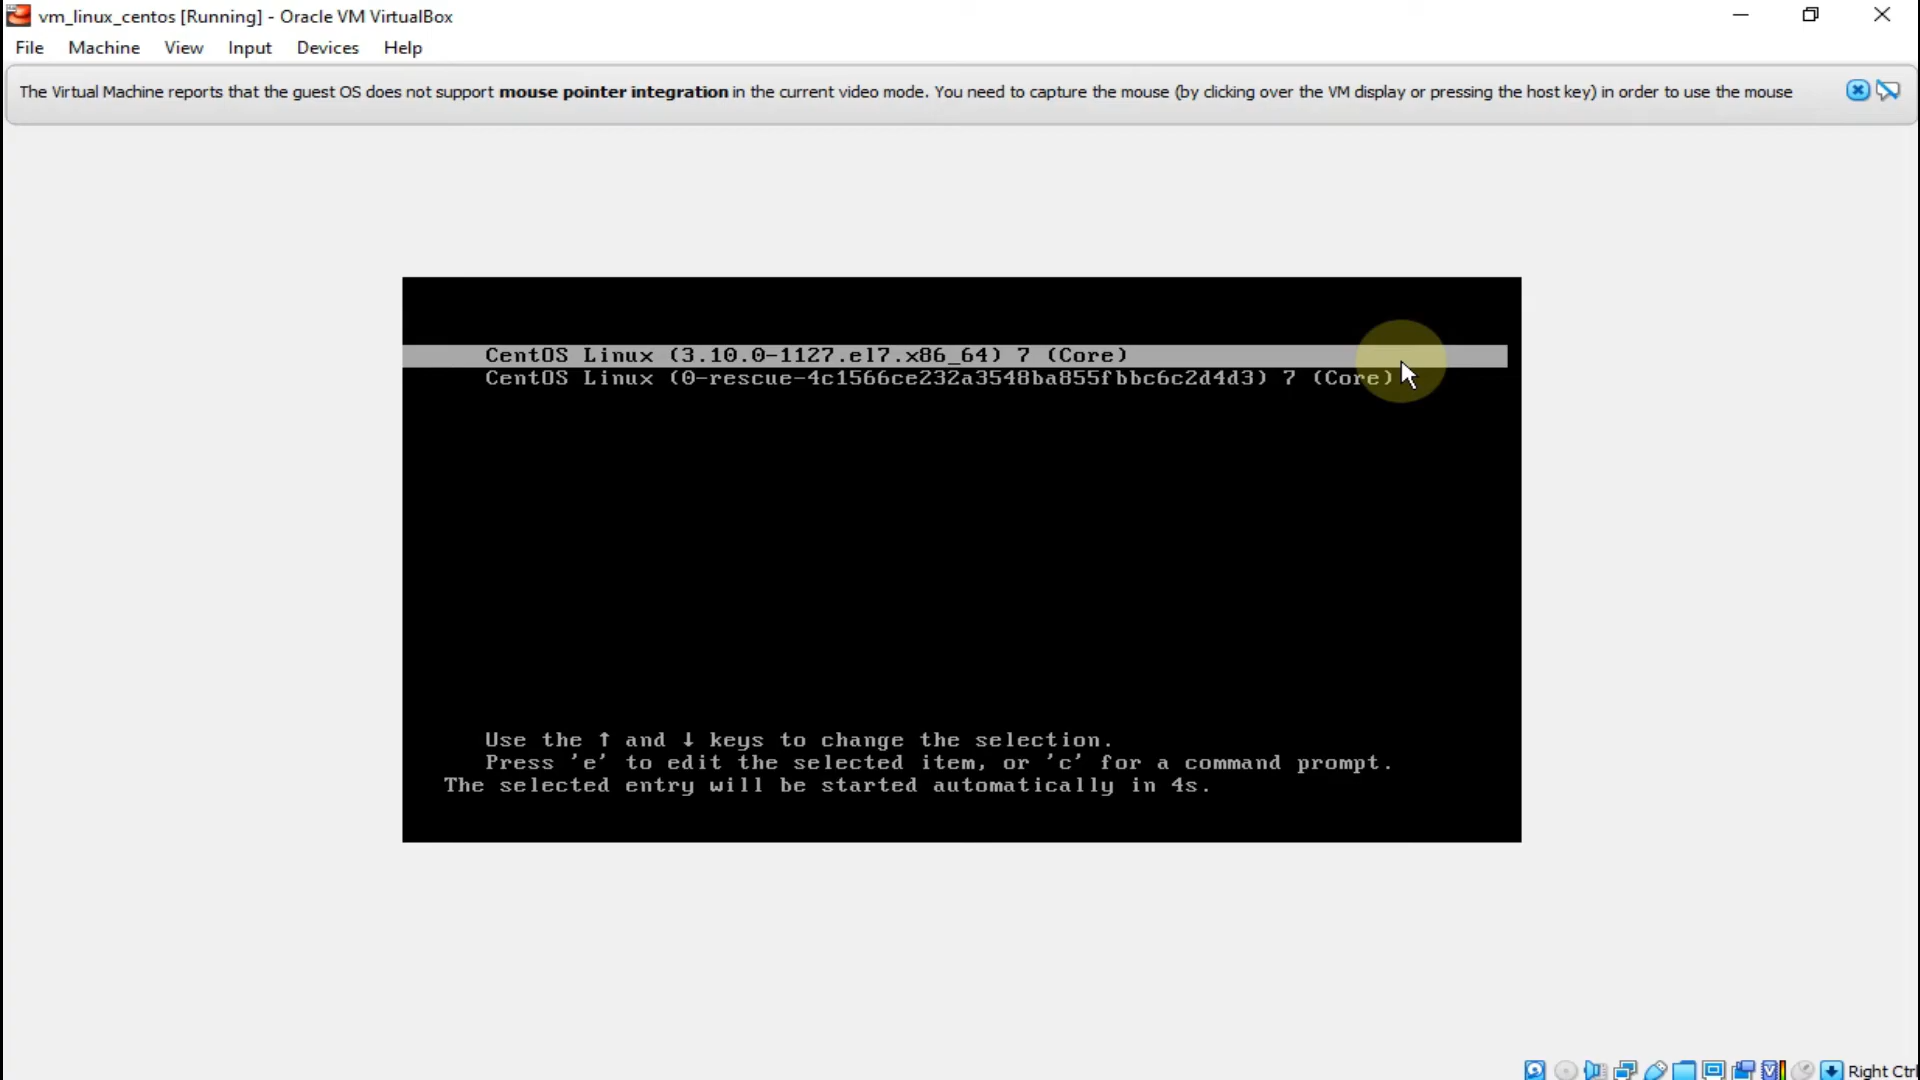 vm_linux_centos [Running] - Oracle VM VirtualBox
File Machine View Input Devices Help
The Virtual Machine reports that the guest OS does not support mouse pointer integration in the current video mode. You need to capture the mouse (by clicking over the VM display or pressing the host key) in order to use the mouse
CentOS Linux (3.10.0-1127.el7.x86_64) 7 (Core)
CentOS Linux (0-rescue-4c1566ce232a3548ba855fbbc6c2d4d3) 7 (Core)
Use the ↑ and ↓ keys to change the selection.
Press 'e' to edit the selected item, or 'c' for a command prompt.
The selected entry will be started automatically in 4s.
Right Ctrl